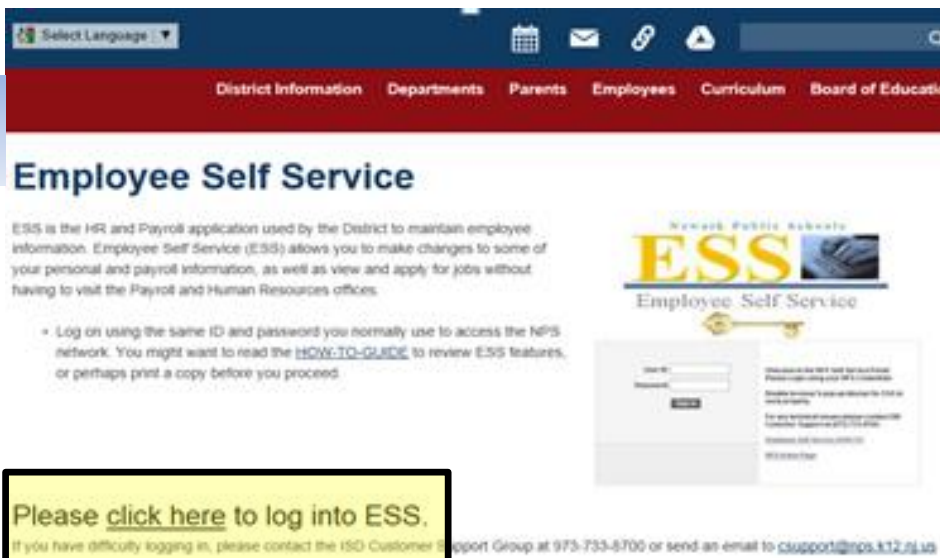 Select Language ▼
District Information Departments Parents Employees Curriculum Board of Educati
Employee Self Service
ESS is the HR and Payroll application used by the District to maintain employee
information. Employee Self Service (ESS) allows you to make changes to some of
your personal and payroll information, as well as view and apply for jobs without
having to visit the Payroll and Human Resources offices.
• Log on using the same ID and password you normally use to access the NPS
network. You might want to read the HOW-TO-GUIDE to review ESS features,
or perhaps print a copy before you proceed.
Newark Public Schools
ESS
Employee Self Service
User ID
Password
Please click here to log into ESS.
If you have difficulty logging in, please contact the ISD Customer Support Group at 973-733-8700 or send an email to csupport@nps.k12.nj.us